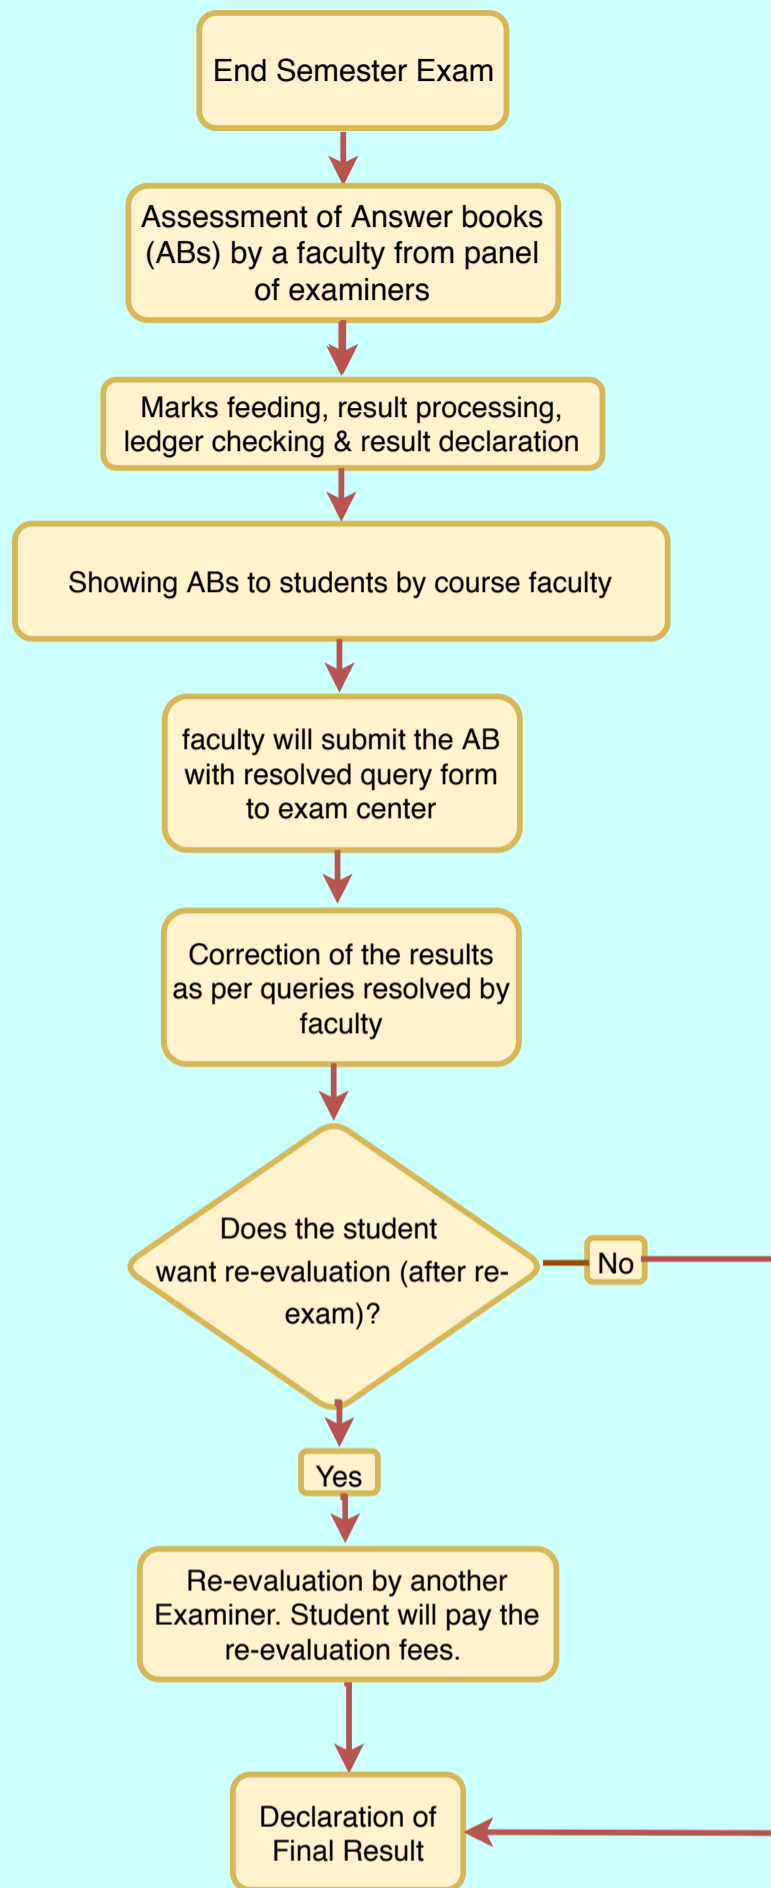 End Semester Exam
Assessment of Answer books
(ABs) by a faculty from panel
of examiners
Marks feeding, result processing,
ledger checking & result declaration
Showing ABs to students by course faculty
faculty will submit the AB
with resolved query form
to exam center
Correction of the results
as per queries resolved by
faculty
Does the student
want re-evaluation (after re-
exam)?
No
Yes
Re-evaluation by another
Examiner. Student will pay the
re-evaluation fees.
Declaration of
Final Result